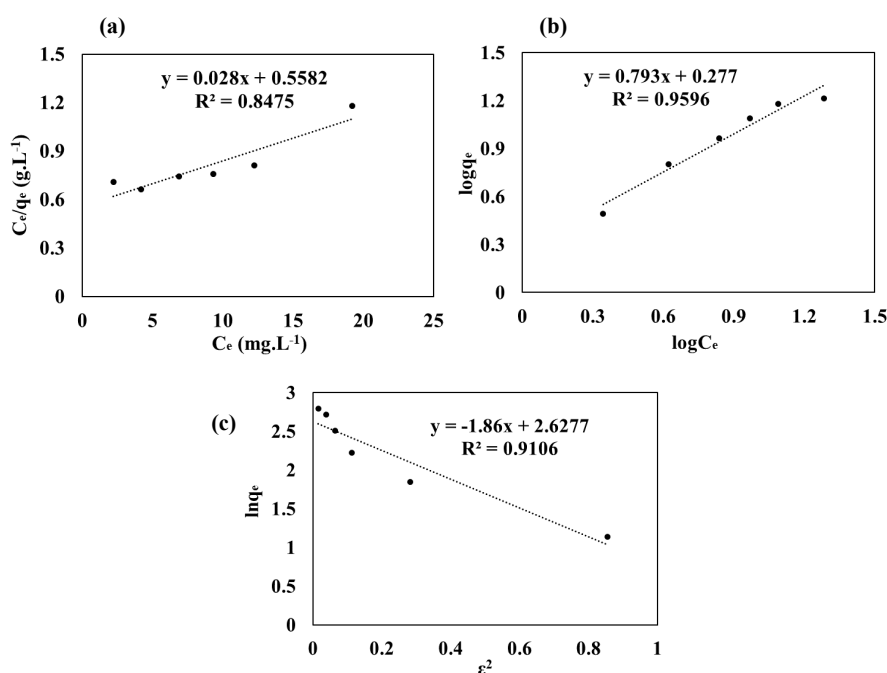 (a)
y = 0.028x + 0.5582
R² = 0.8475
Cₑ/qₑ (g.L⁻¹)
1.5
1.2
0.9
0.6
0.3
0
0 5 10 15 20 25
Cₑ (mg.L⁻¹)
(b)
y = 0.793x + 0.277
R² = 0.9596
logqₑ
1.5
1.2
0.9
0.6
0.3
0
0.0 0.3 0.6 0.9 1.2 1.5
logCₑ
(c)
y = -1.86x + 2.6277
R² = 0.9106
lnqₑ
3
2.5
2
1.5
1
0.5
0
0 0.2 0.4 0.6 0.8 1
ε²